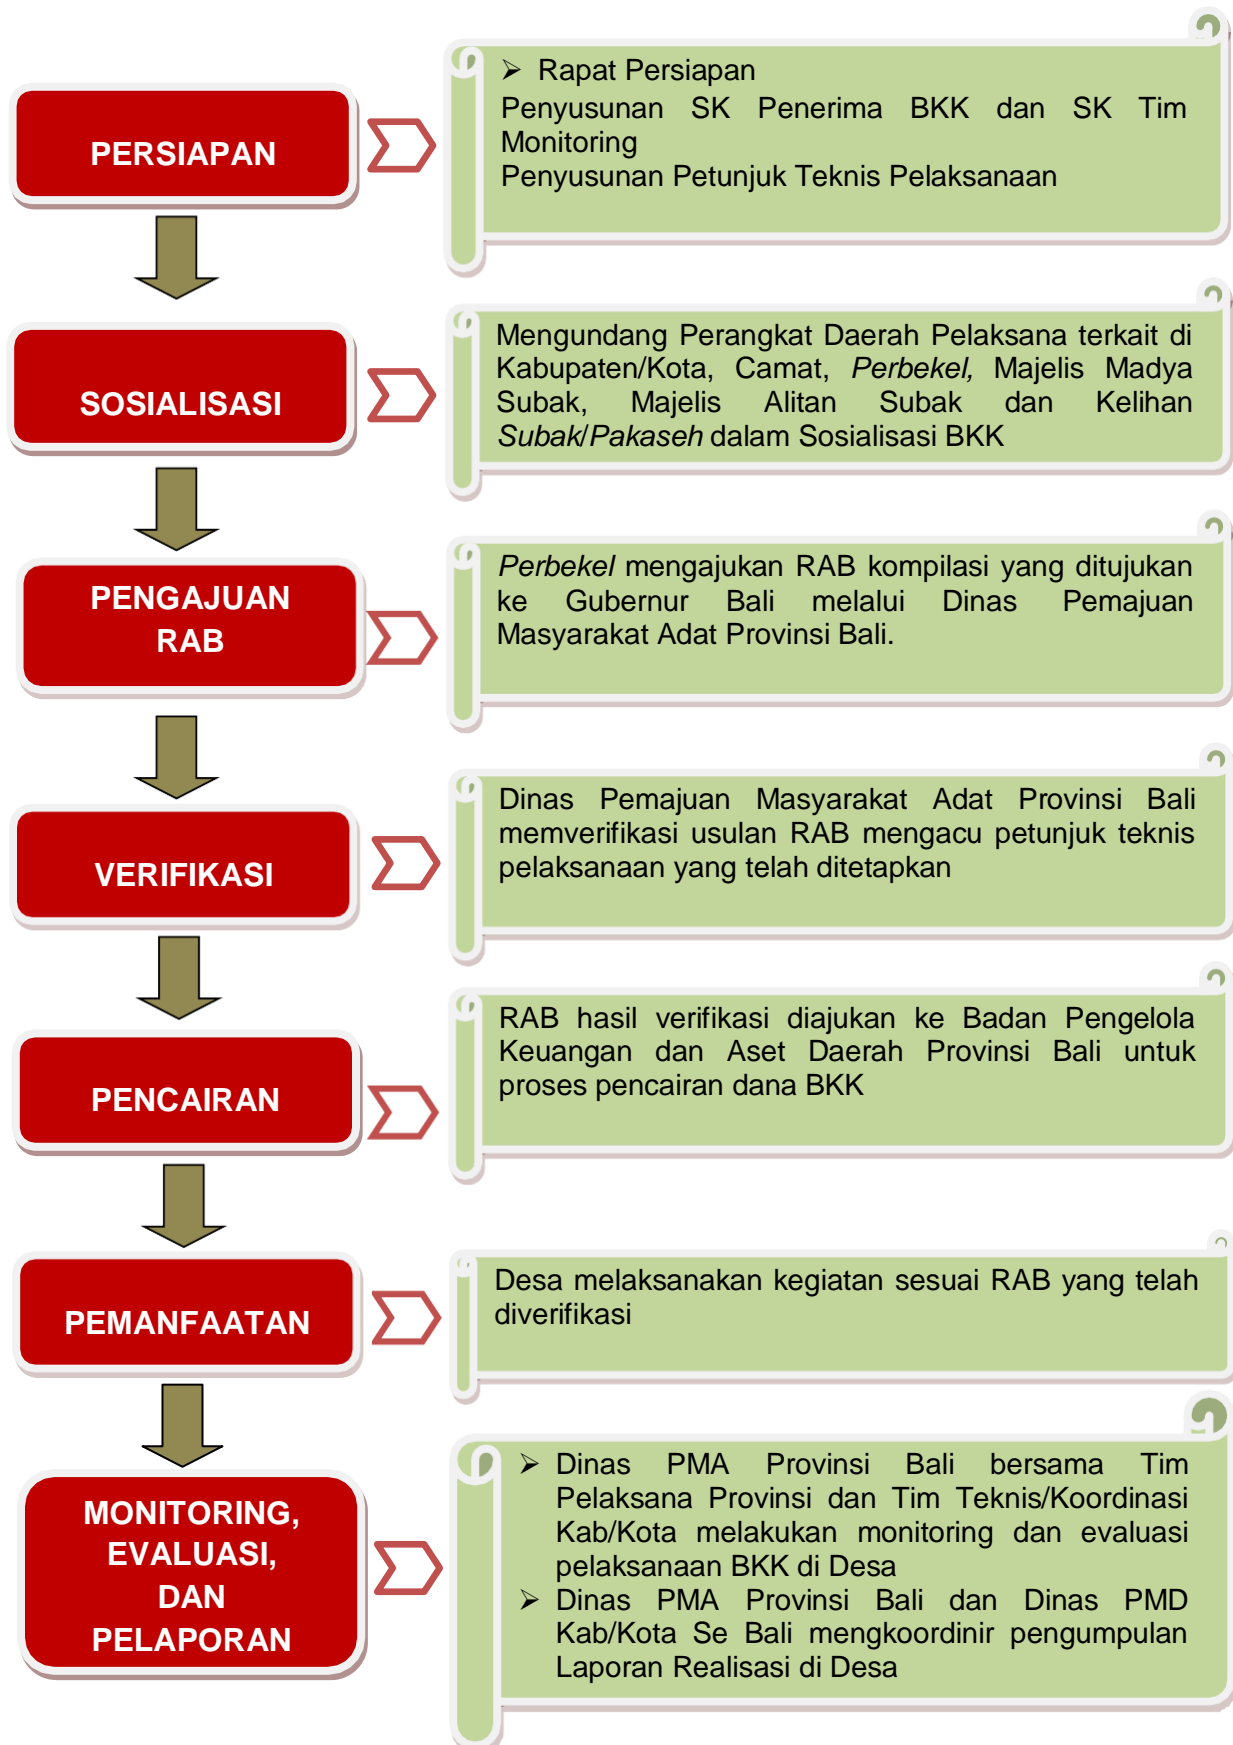 PERSIAPAN
➢ Rapat Persiapan
Penyusunan SK Penerima BKK dan SK Tim
Monitoring
Penyusunan Petunjuk Teknis Pelaksanaan
SOSIALISASI
Mengundang Perangkat Daerah Pelaksana terkait di
Kabupaten/Kota, Camat, Perbekel, Majelis Madya
Subak, Majelis Alitan Subak dan Kelihan
Subak/Pakaseh dalam Sosialisasi BKK
PENGAJUAN
RAB
Perbekel mengajukan RAB kompilasi yang ditujukan
ke Gubernur Bali melalui Dinas Pemajuan
Masyarakat Adat Provinsi Bali.
VERIFIKASI
Dinas Pemajuan Masyarakat Adat Provinsi Bali
memverifikasi usulan RAB mengacu petunjuk teknis
pelaksanaan yang telah ditetapkan
PENCAIRAN
RAB hasil verifikasi diajukan ke Badan Pengelola
Keuangan dan Aset Daerah Provinsi Bali untuk
proses pencairan dana BKK
PEMANFAATAN
Desa melaksanakan kegiatan sesuai RAB yang telah
diverifikasi
MONITORING,
EVALUASI,
DAN
PELAPORAN
➢ Dinas PMA Provinsi Bali bersama Tim
Pelaksana Provinsi dan Tim Teknis/Koordinasi
Kab/Kota melakukan monitoring dan evaluasi
pelaksanaan BKK di Desa
➢ Dinas PMA Provinsi Bali dan Dinas PMD
Kab/Kota Se Bali mengkoordinir pengumpulan
Laporan Realisasi di Desa